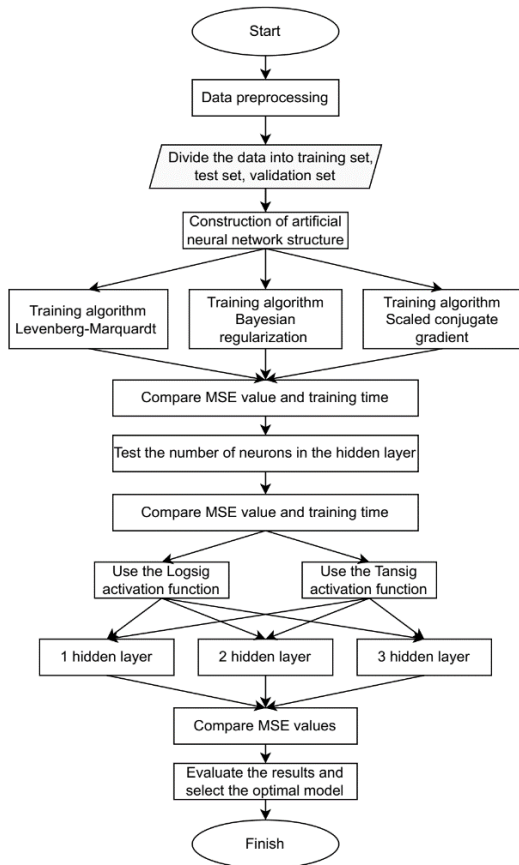 Start
Data preprocessing
Divide the data into training set,
test set, validation set
Construction of artificial
neural network structure
Training algorithm
Levenberg-Marquardt
Training algorithm
Bayesian
regularization
Training algorithm
Scaled conjugate
gradient
Compare MSE value and training time
Test the number of neurons in the hidden layer
Compare MSE value and training time
Use the Logsig
activation function
Use the Tansig
activation function
1 hidden layer
2 hidden layer
3 hidden layer
Compare MSE values
Evaluate the results and
select the optimal model
Finish